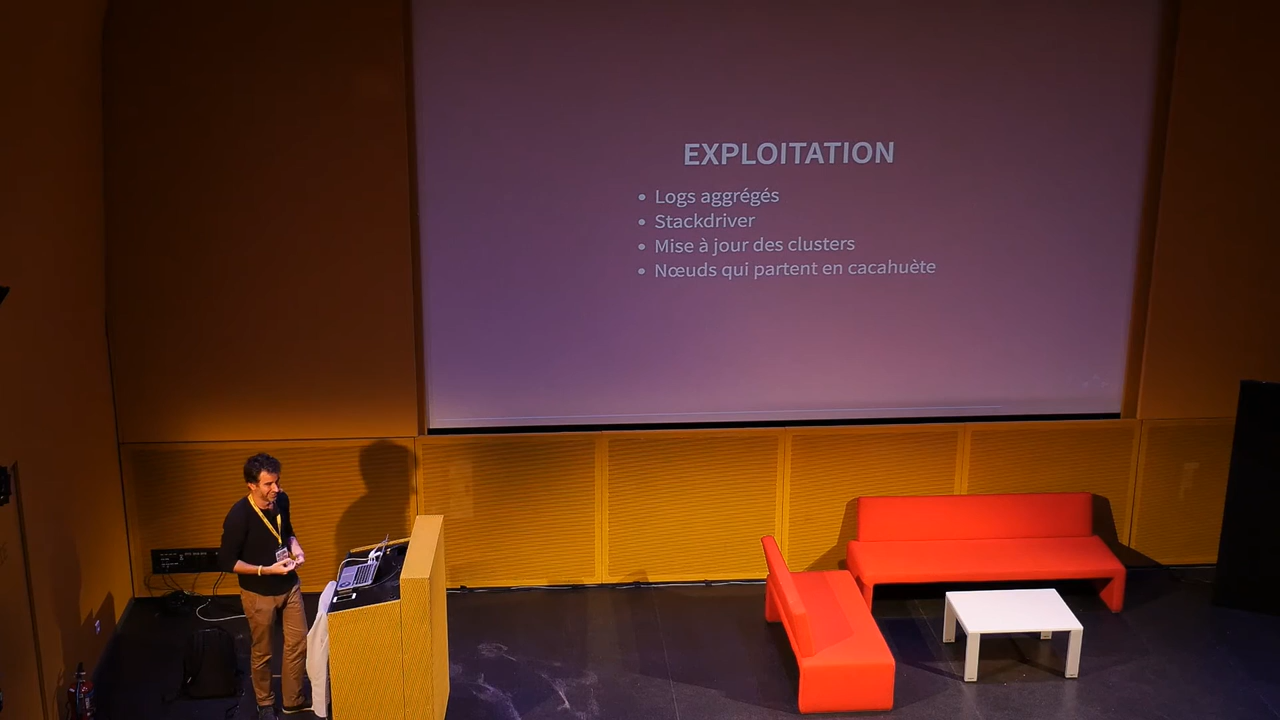 EXPLOITATION
• Logs aggrégés
• Stackdriver
• Mise à jour des clusters
• Nœuds qui partent en cacahuète